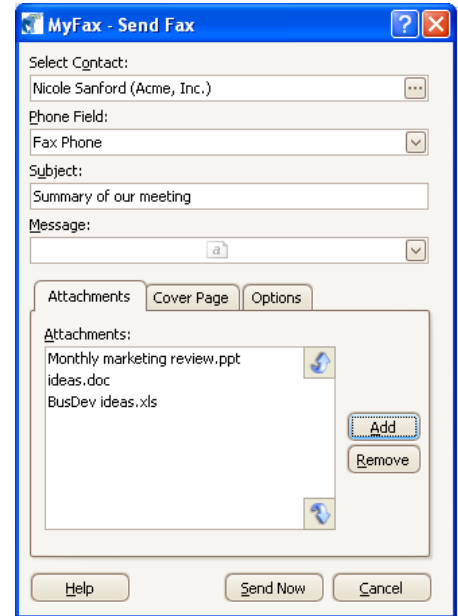 MyFax - Send Fax
Select Contact:
Nicole Sanford (Acme, Inc.)
Phone Field:
Fax Phone
Subject:
Summary of our meeting
Message:
a
Attachments Cover Page Options
Attachments:
Monthly marketing review.ppt
ideas.doc
BusDev ideas.xls
Add
Remove
Help Send Now Cancel